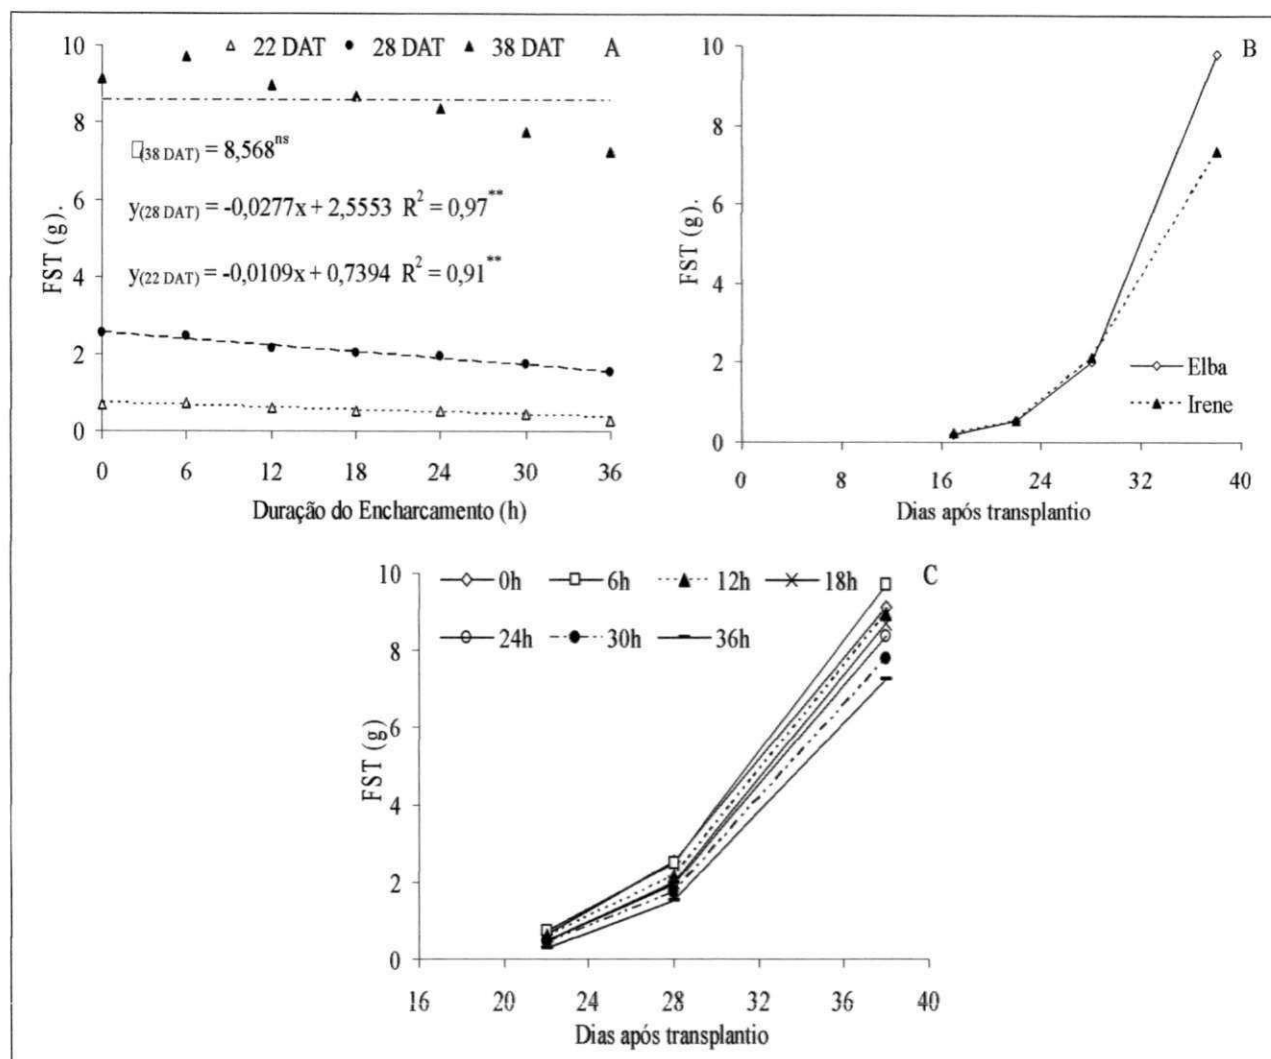 22 DAT 28 DAT 38 DAT A
10
8
6
4
2
0
FST (g).
(38 DAT) = 8,568ns
y(28 DAT) = -0,0277x + 2,5553 R2 = 0,97**
y(22 DAT) = -0,0109x + 0,7394 R2 = 0,91**
0 6 12 18 24 30 36
Duração do Encharcamento (h)
B
10
8
6
4
2
0
FST (g).
Elba
Irene
0 8 16 24 32 40
Dias após transplantio
0h 6h 12h 18h C
24h 30h 36h
10
8
6
4
2
0
FST (g)
16 20 24 28 32 36 40
Dias após transplantio